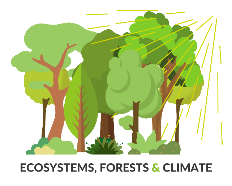 ECOSYSTEMS, FORESTS & CLIMATE